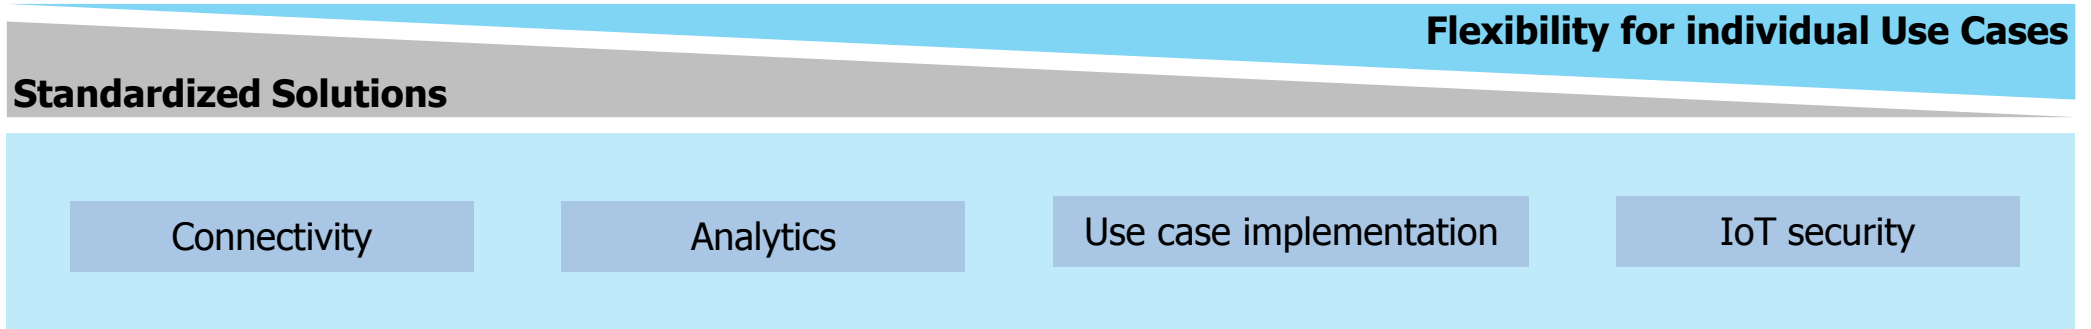 Flexibility for individual Use Cases
Standardized Solutions
Connectivity
Analytics
Use case implementation
IoT security